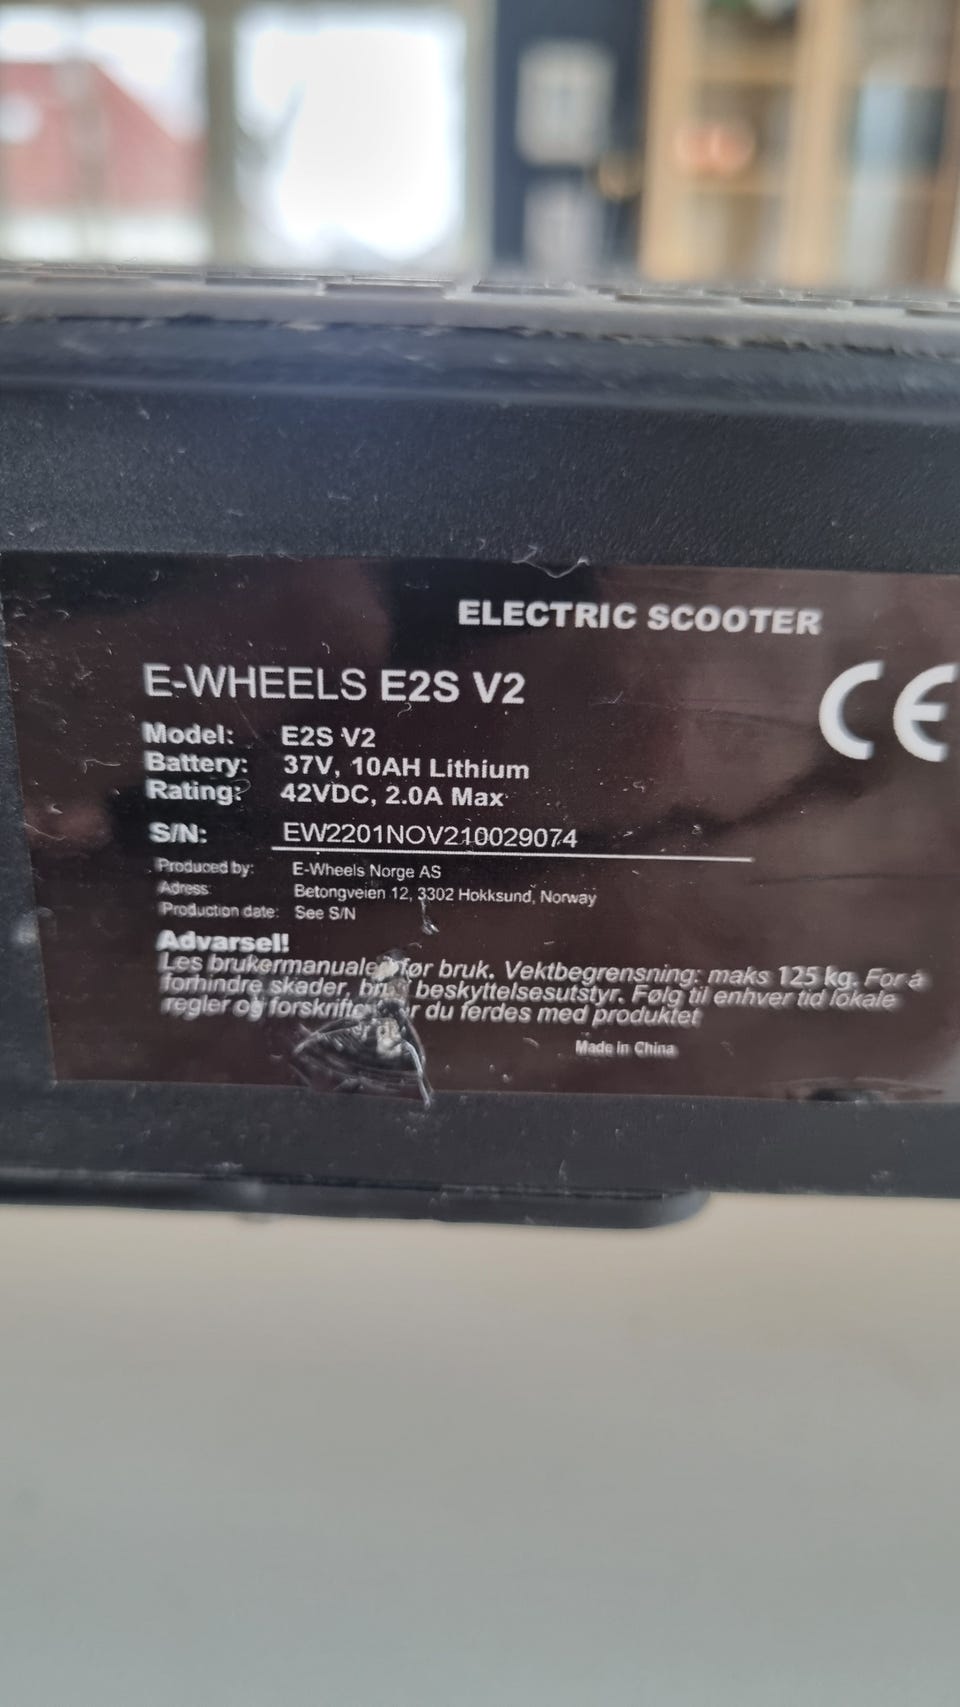 ELECTRIC SCOOTER
E-WHEELS E2S V2
CE
Model: E2S V2
Battery: 37V, 10AH Lithium
Rating: 42VDC, 2.0A Max
S/N: EW2201NOV210029074
Produced by: E-Wheels Norge AS
Adress: Betongveien 12, 3302 Hokksund, Norway
Production date: See S/N
Advarsel!
Les brukermanualen før bruk. Vektbegrensning: maks 125 kg. For å
forhindre skader, bruk beskyttelsesutstyr. Følg til enhver tid lokale
regler og forskrifter du ferdes med produktet
Made in China